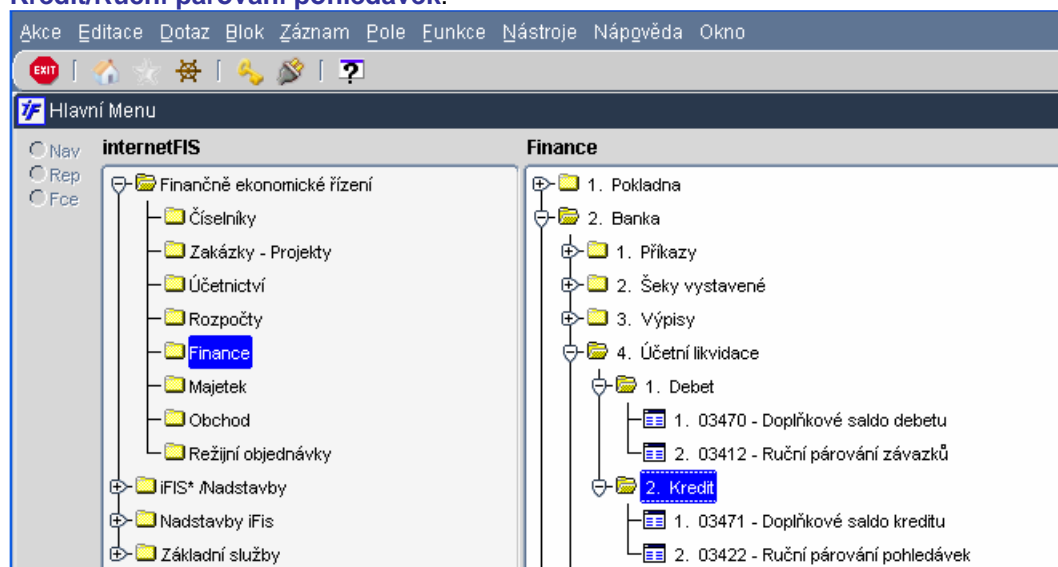 Kredit/Ruční párování pohledávek.
Akce Editace Dotaz Blok Záznam Pole Funkce Nástroje Nápověda Okno
EXIT
Hlavní Menu
Nav
Rep
Fce
internetFIS
Finančně ekonomické řízení
Číselníky
Zakázky - Projekty
Účetnictví
Rozpočty
Finance
Majetek
Obchod
Režijní objednávky
iFIS* /Nadstavby
Nadstavby iFis
Základní služby
Finance
1. Pokladna
2. Banka
1. Příkazy
2. Šeky vystavené
3. Výpisy
4. Účetní likvidace
1. Debet
1. 03470 - Doplňkové saldo debetu
2. 03412 - Ruční párování závazků
2. Kredit
1. 03471 - Doplňkové saldo kreditu
2. 03422 - Ruční párování pohledávek